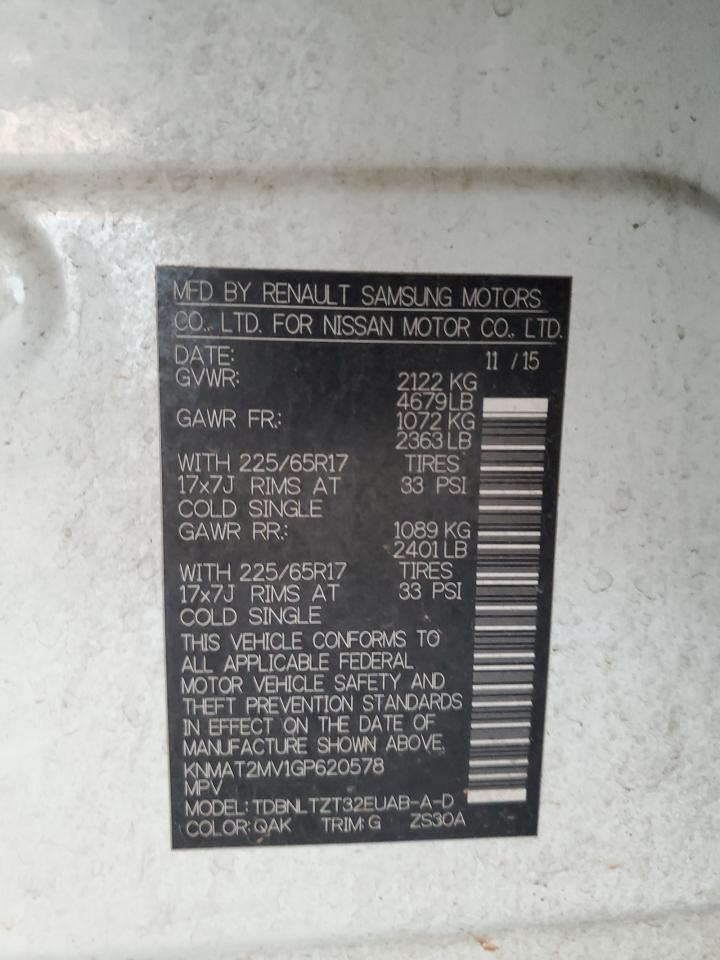 MFD BY RENAULT SAMSUNG MOTORS
CO., LTD. FOR NISSAN MOTOR CO., LTD.
DATE: 11 / 15
GVWR: 2122 KG
4679 LB
GAWR FR.: 1072 KG
2363 LB
WITH 225/65R17 TIRES
17x7J RIMS AT 33 PSI
COLD SINGLE
GAWR RR.: 1089 KG
2401 LB
WITH 225/65R17 TIRES
17x7J RIMS AT 33 PSI
COLD SINGLE
THIS VEHICLE CONFORMS TO
ALL APPLICABLE FEDERAL
MOTOR VEHICLE SAFETY AND
THEFT PREVENTION STANDARDS
IN EFFECT ON THE DATE OF
MANUFACTURE SHOWN ABOVE.
KNMAT2MV1GP620578
MPV
MODEL: TDBNLTZT32EUAB-A-D
COLOR: QAK TRIM: G ZS30A